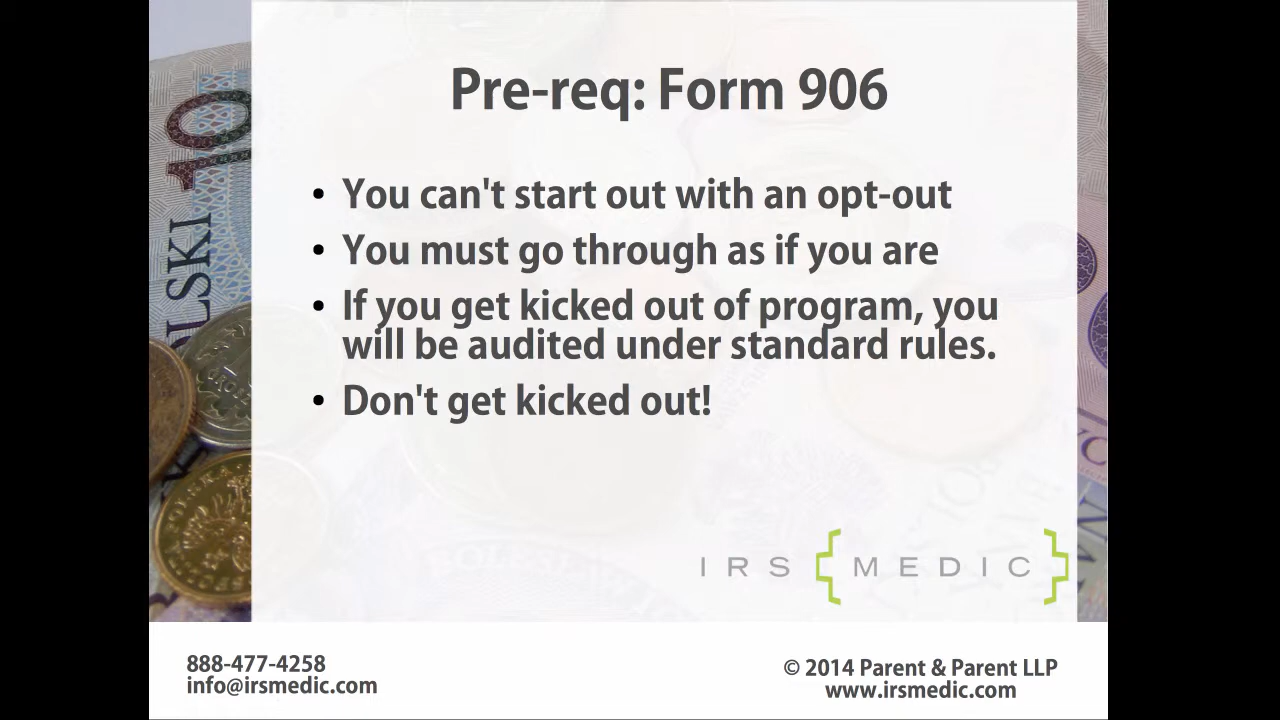 Pre-req: Form 906
• You can't start out with an opt-out
• You must go through as if you are
• If you get kicked out of program, you
will be audited under standard rules.
• Don't get kicked out!
10
LSKI
IRS {MEDIC}
888-477-4258
info@irsmedic.com
© 2014 Parent & Parent LLP
www.irsmedic.com